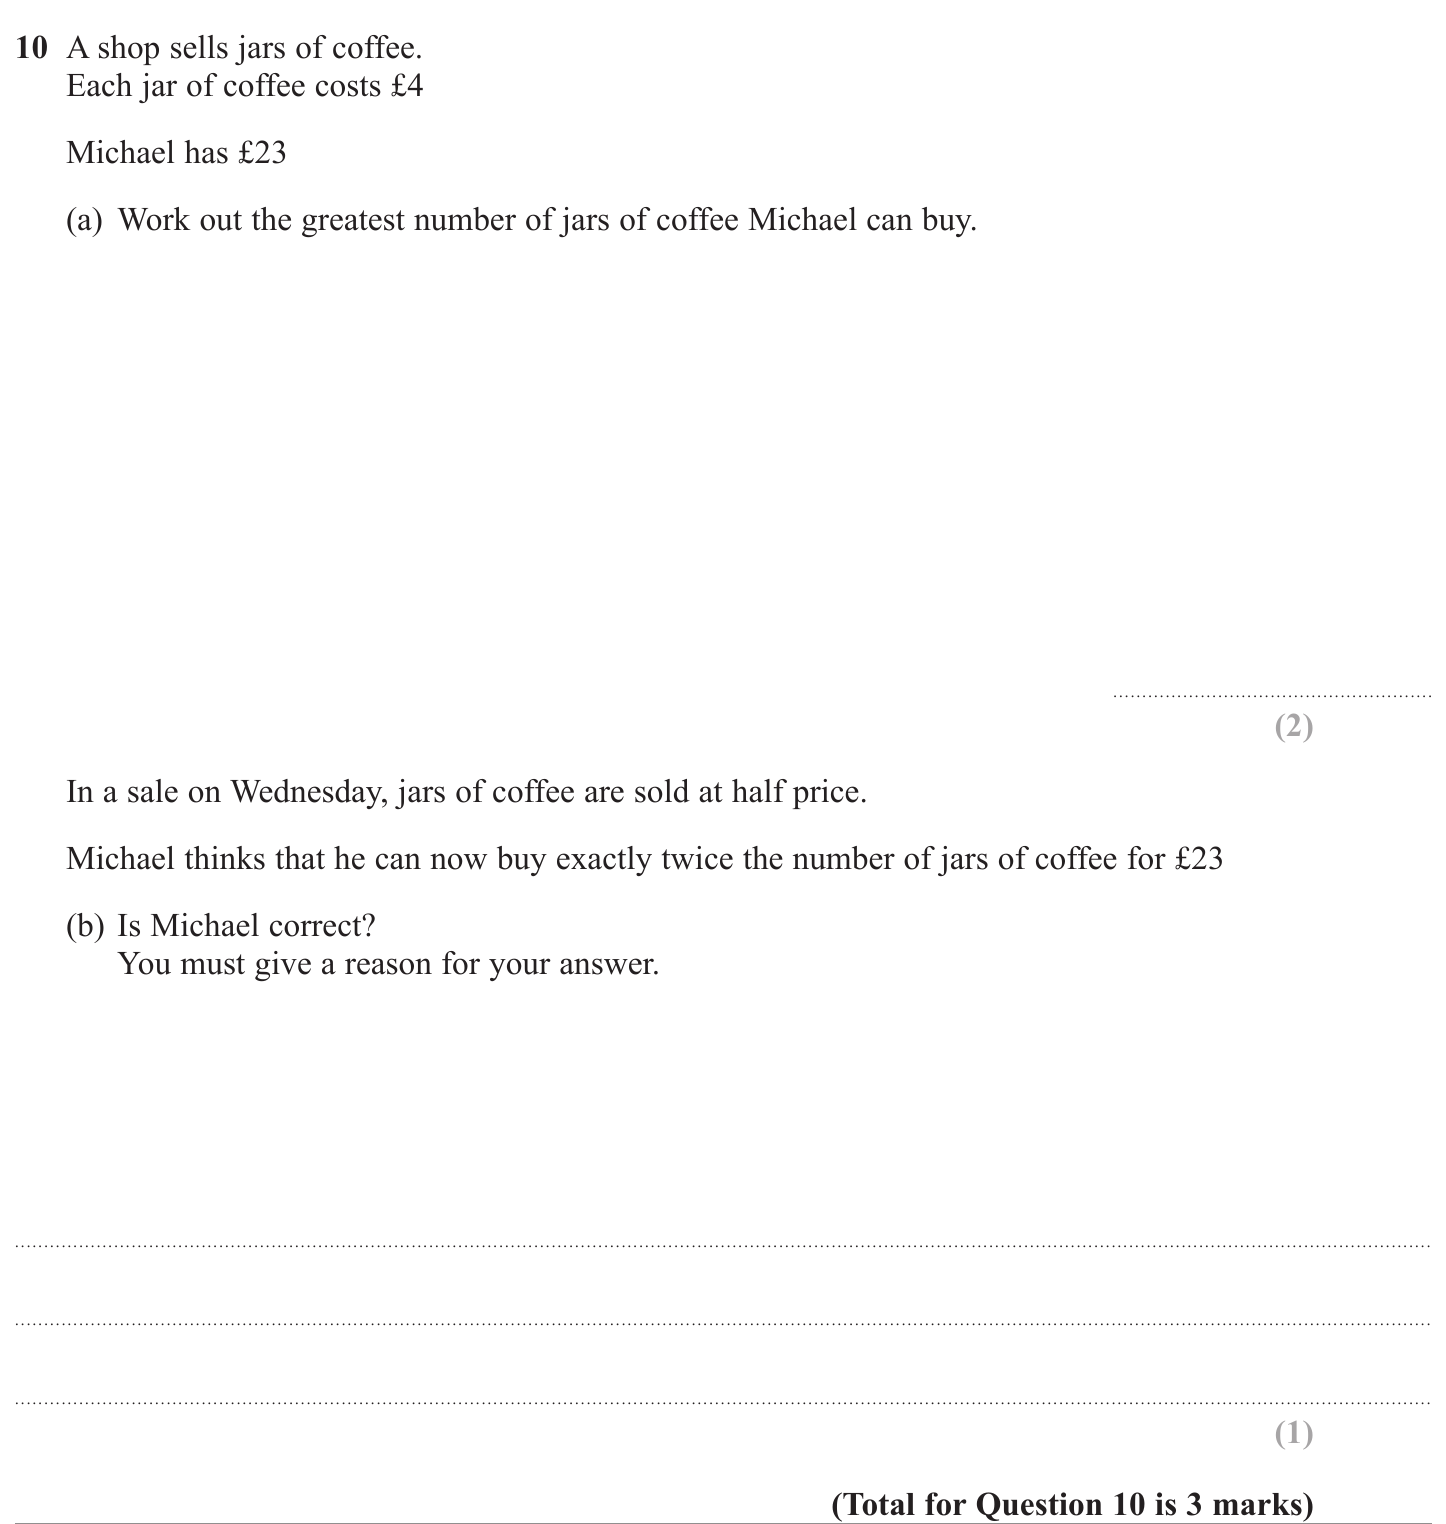 10 A shop sells jars of coffee.
Each jar of coffee costs £4
Michael has £23
(a) Work out the greatest number of jars of coffee Michael can buy.
(2)
In a sale on Wednesday, jars of coffee are sold at half price.
Michael thinks that he can now buy exactly twice the number of jars of coffee for £23
(b) Is Michael correct?
You must give a reason for your answer.
(1)
(Total for Question 10 is 3 marks)